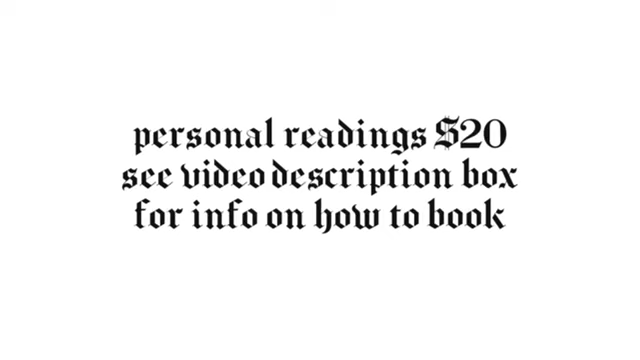 personal readings $20
see video description box
for info on how to book